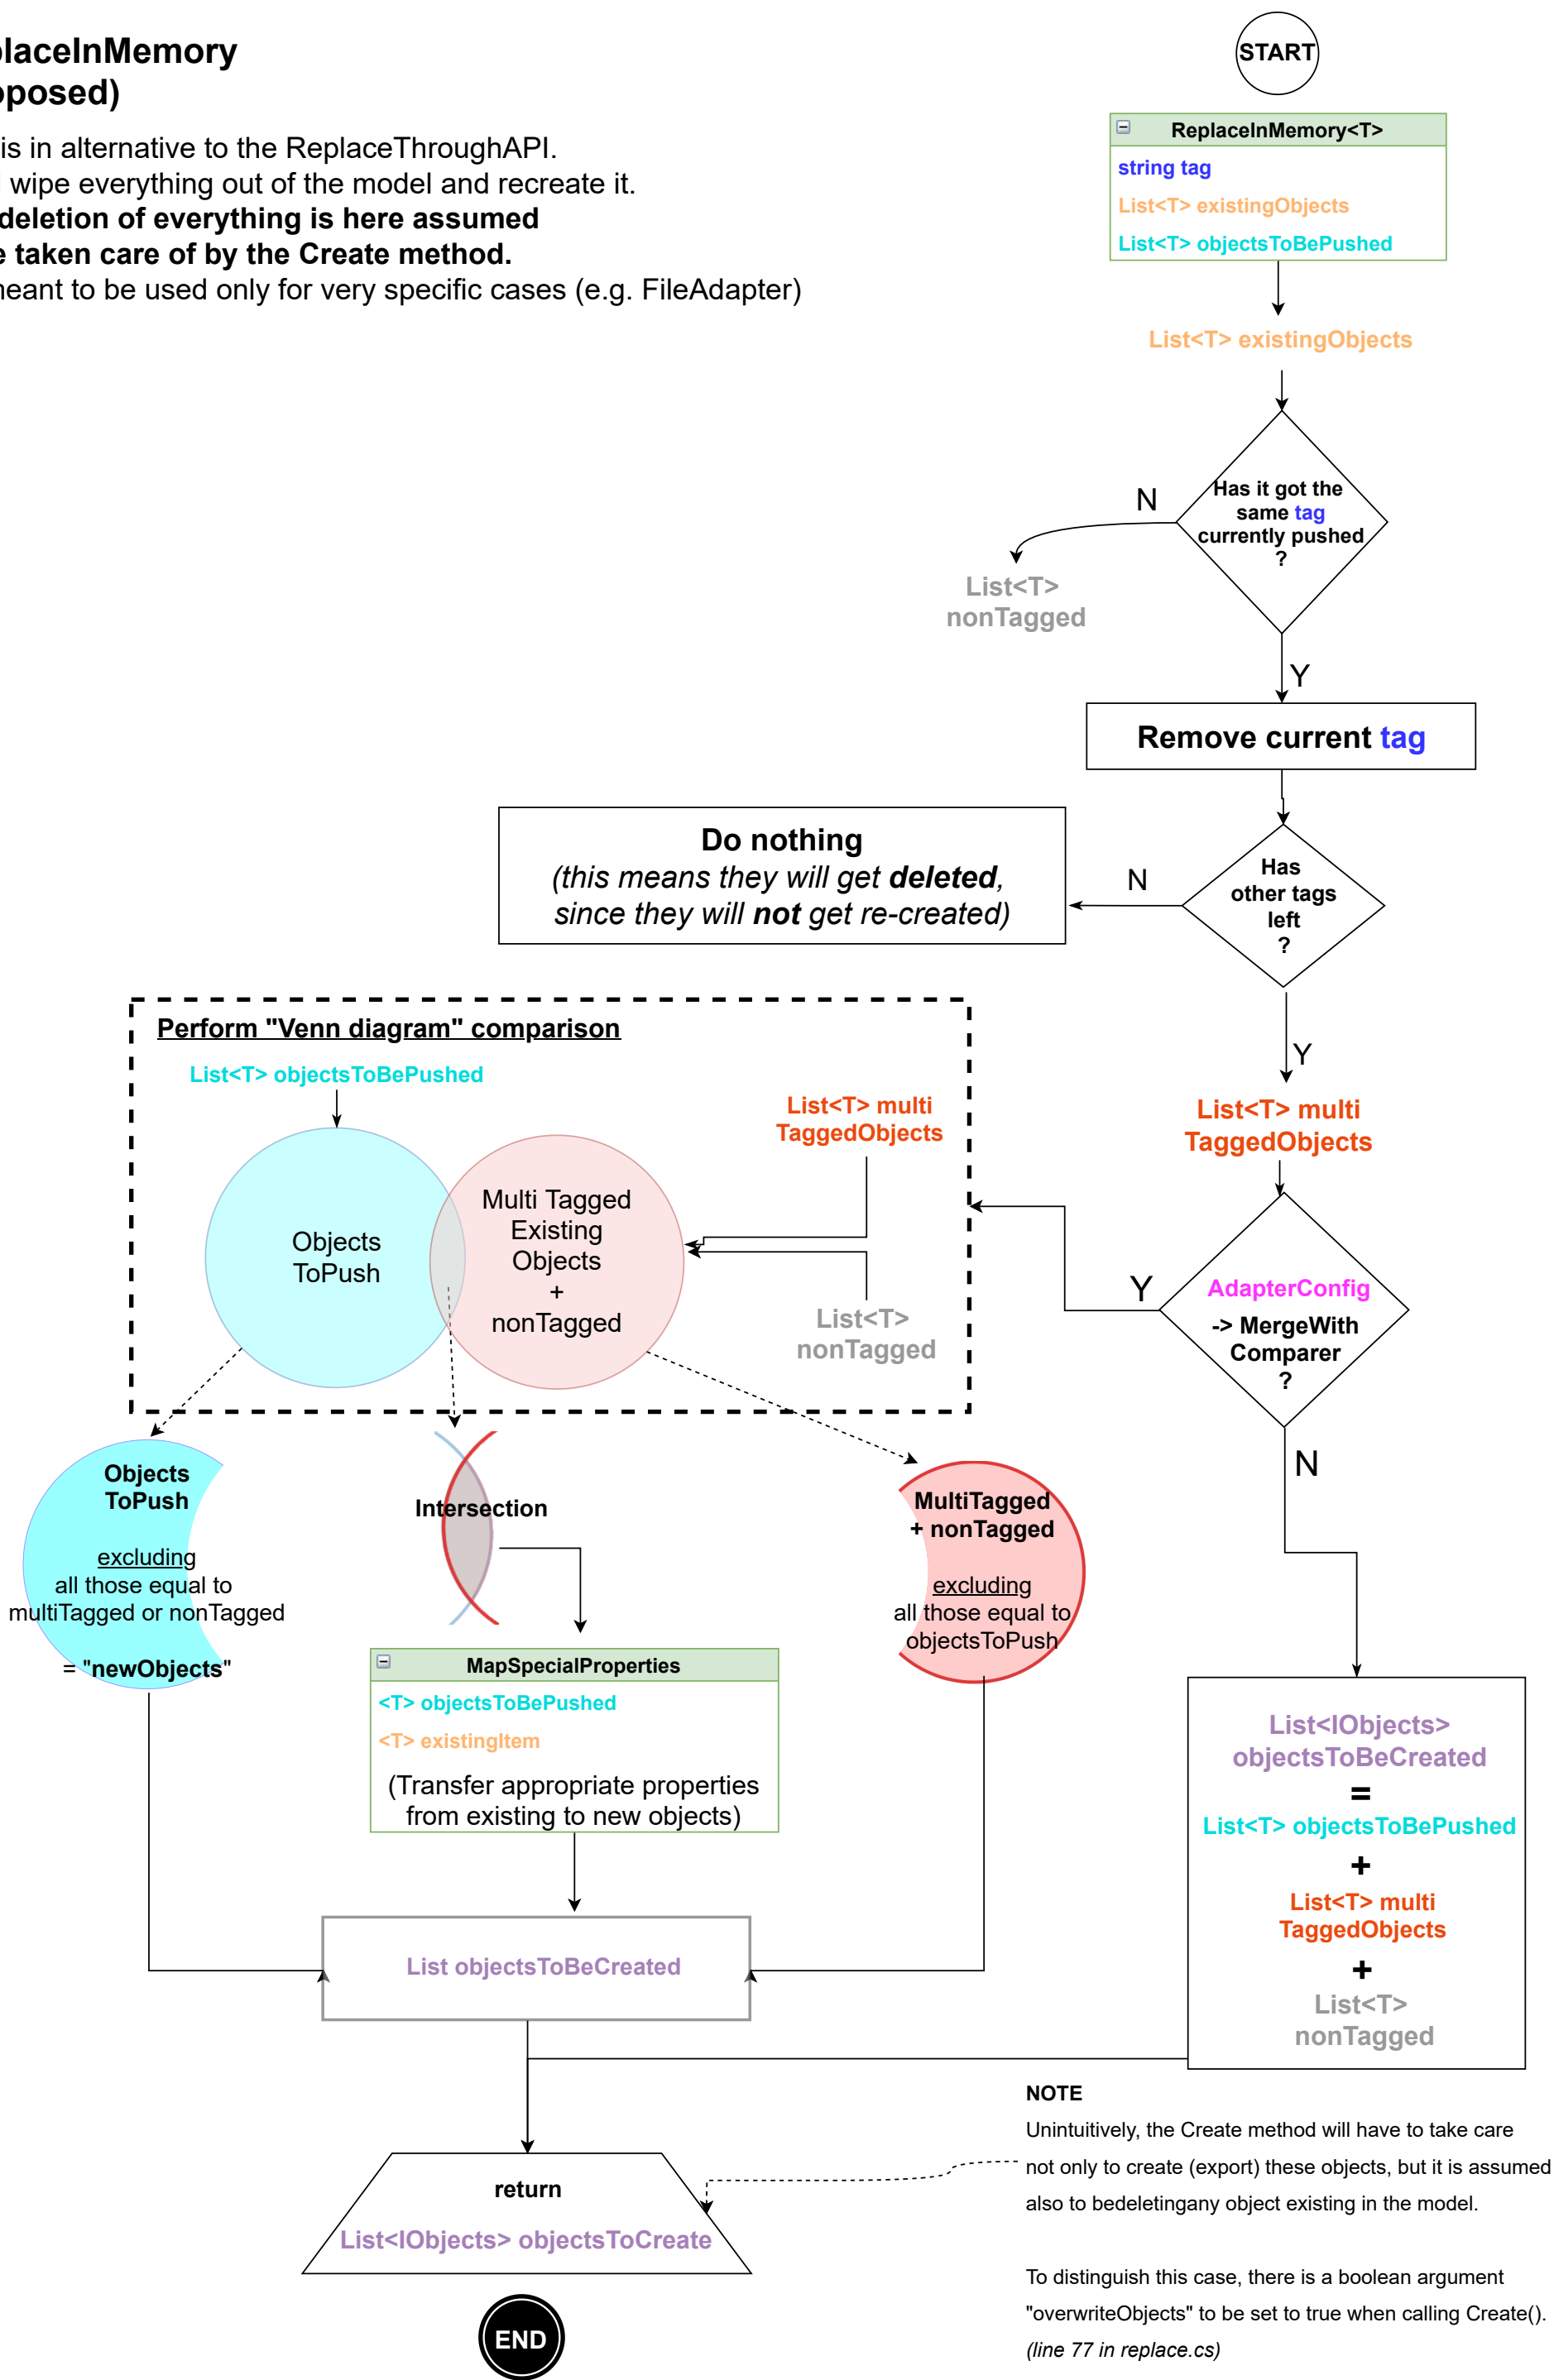 placeInMemory
oposed)
is in alternative to the ReplaceThroughAPI.
wipe everything out of the model and recreate it.
deletion of everything is here assumed
e taken care of by the Create method.
neant to be used only for very specific cases (e.g. FileAdapter)
START
ReplaceInMemory<T>
string tag
List<T> existingObjects
List<T> objectsToBePushed
List<T> existingObjects
Has it got the
same tag
currently pushed
?
N
List<T>
nonTagged
Y
Remove current tag
Do nothing
(this means they will get deleted,
since they will not get re-created)
N
Has
other tags
left
?
Y
List<T> multi
TaggedObjects
Perform "Venn diagram" comparison
List<T> objectsToBePushed
List<T> multi
TaggedObjects
Objects
ToPush
Multi Tagged
Existing
Objects
+
nonTagged
List<T>
nonTagged
Y
AdapterConfig
-> MergeWith
Comparer
?
N
Objects
ToPush
excluding
all those equal to
multiTagged or nonTagged
= "newObjects"
Intersection
MultiTagged
+ nonTagged
excluding
all those equal to
objectsToPush
MapSpecialProperties
<T> objectsToBePushed
<T> existingItem
(Transfer appropriate properties
from existing to new objects)
List<IObjects>
objectsToBeCreated
=
List<T> objectsToBePushed
+
List<T> multi
TaggedObjects
+
List<T>
nonTagged
List objectsToBeCreated
return
List<IObjects> objectsToCreate
END
NOTE
Unintuitively, the Create method will have to take care
not only to create (export) these objects, but it is assumed
also to bedeletingany object existing in the model.
To distinguish this case, there is a boolean argument
"overwriteObjects" to be set to true when calling Create().
(line 77 in replace.cs)